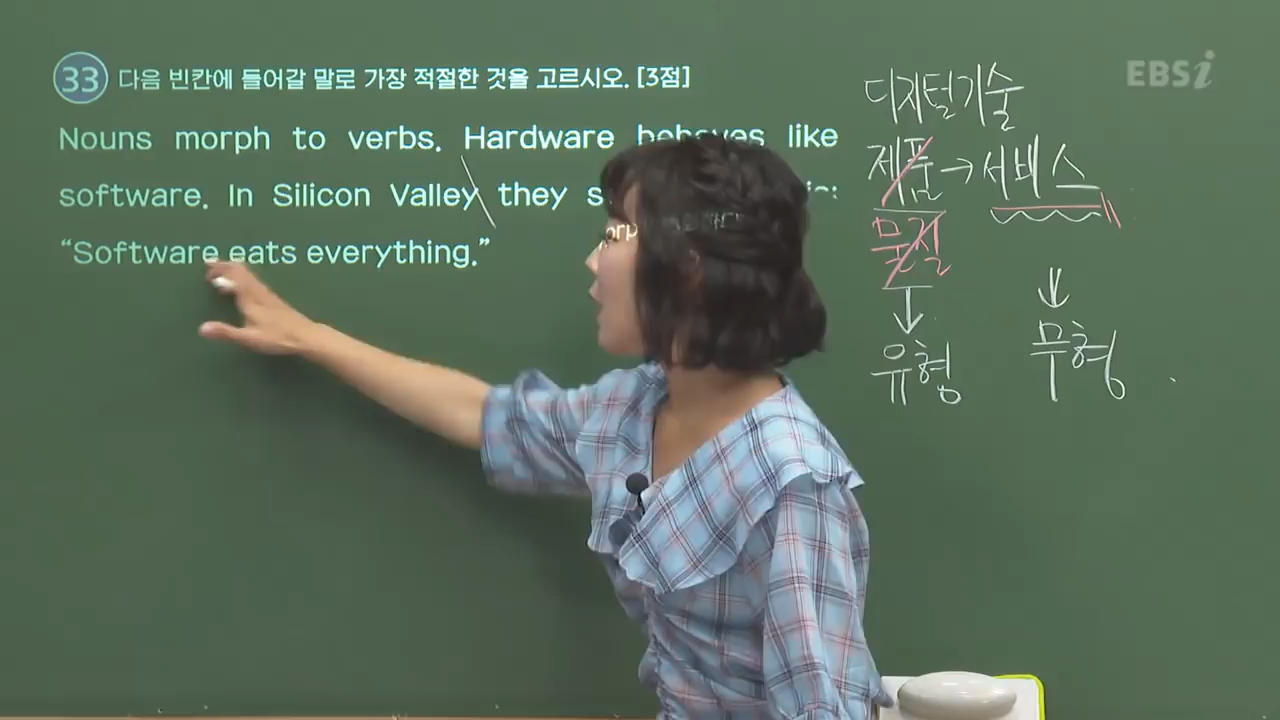 33 다음 빈칸에 들어갈 말로 가장 적절한 것을 고르시오. [3점]
Nouns morph to verbs. Hardware behaves like
software. In Silicon Valley they
“Software eats everything.”
EBSi
디지털기술
제품→서비스
물질
↓ ↓
유형 무형